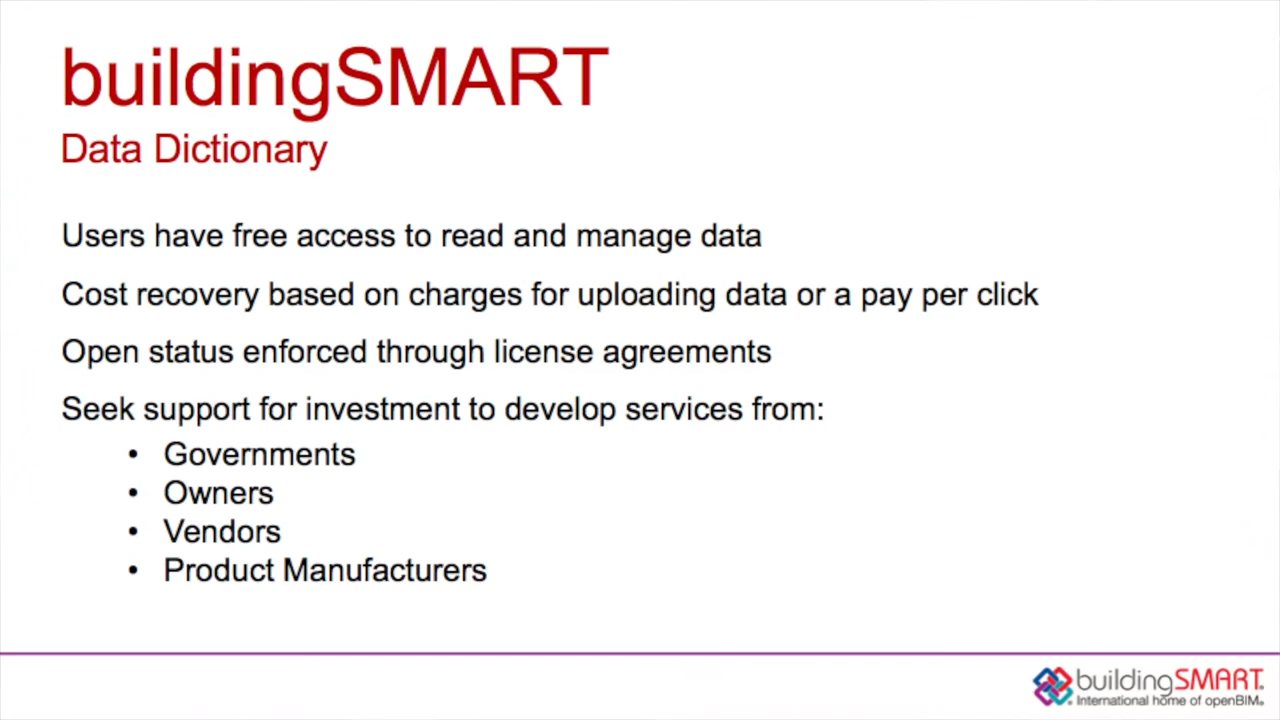 buildingSMART
Data Dictionary
Users have free access to read and manage data
Cost recovery based on charges for uploading data or a pay per click
Open status enforced through license agreements
Seek support for investment to develop services from:
• Governments
• Owners
• Vendors
• Product Manufacturers
buildingSMART®
® International home of openBIM®